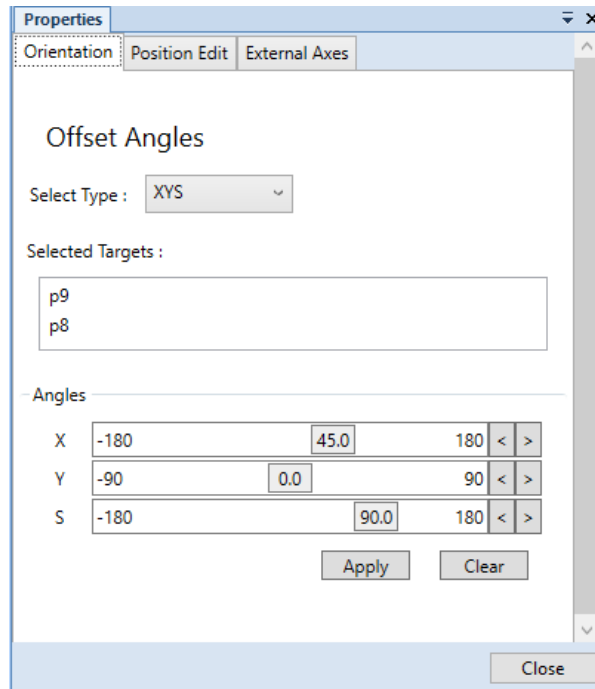 Properties
Orientation Position Edit External Axes
Offset Angles
Select Type : XYS
Selected Targets :
p9
p8
Angles
X -180 45.0 180 < >
Y -90 0.0 90 < >
S -180 90.0 180 < >
Apply Clear
Close